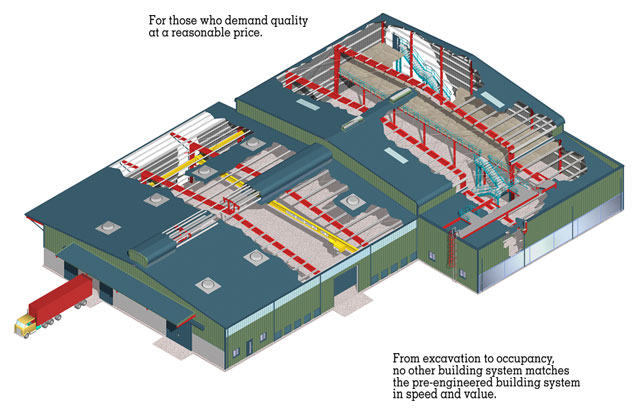 For those who demand quality
at a reasonable price.
From excavation to occupancy,
no other building system matches
the pre-engineered building system
in speed and value.